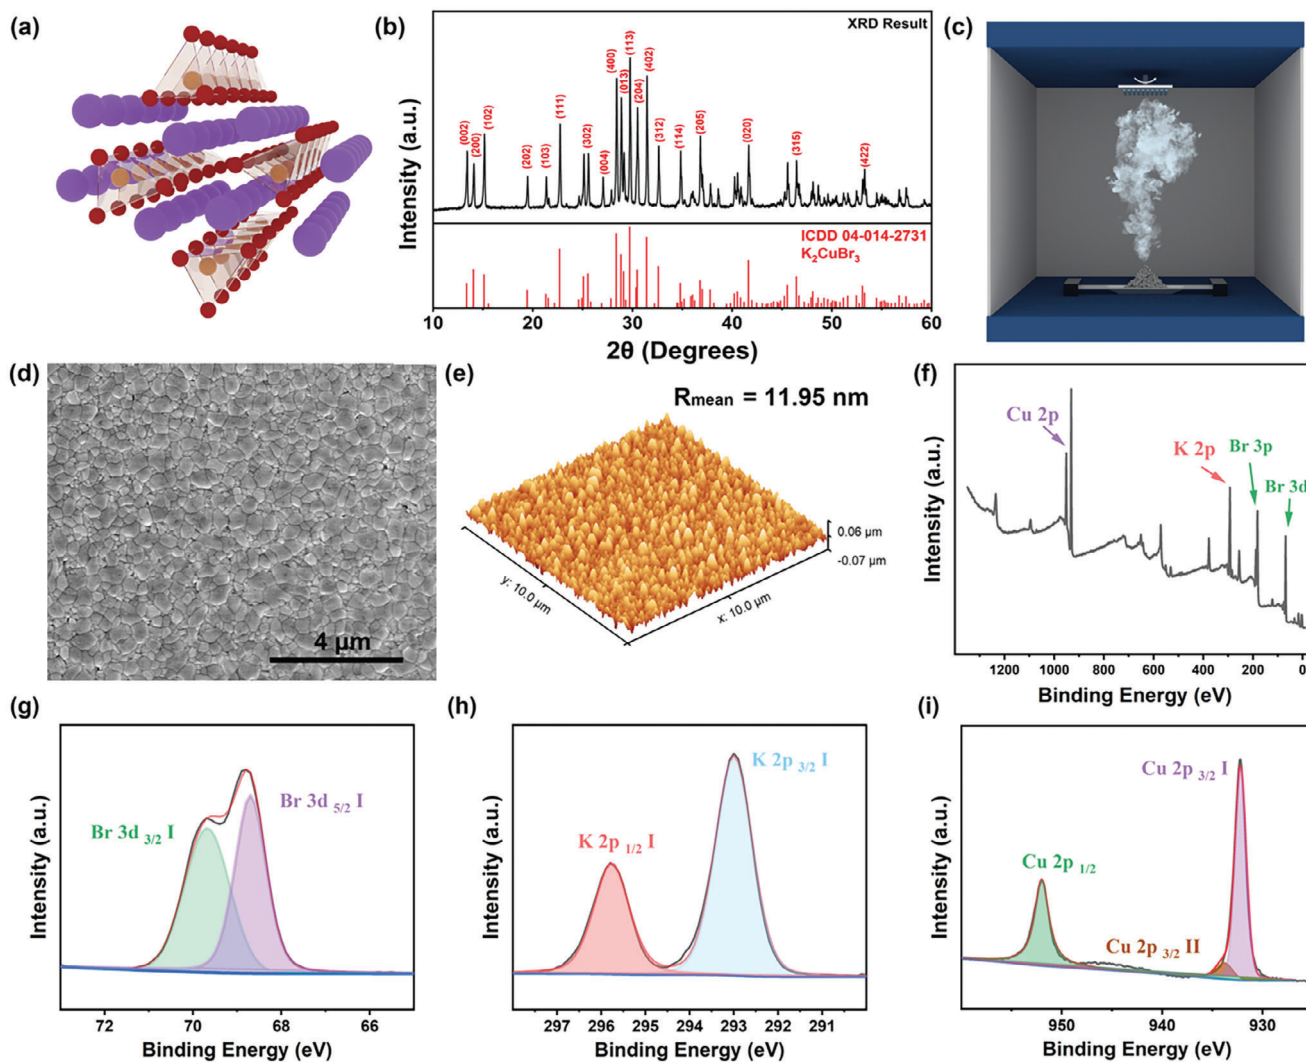 (a)
(b)
XRD Result
(002)
(200)
(102)
(202)
(103)
(111)
(302)
(004)
(400)
(013)
(113)
(204)
(402)
(312)
(114)
(205)
(020)
(315)
(422)
ICDD 04-014-2731
K₂CuBr₃
Intensity (a.u.)
10 20 30 40 50 60
2θ (Degrees)
(c)
(d)
4 μm
(e)
Rmean = 11.95 nm
0.06 μm
-0.07 μm
y: 10.0 μm
x: 10.0 μm
(f)
Cu 2p
K 2p
Br 3p
Br 3d
Intensity (a.u.)
1200 1000 800 600 400 200 0
Binding Energy (eV)
(g)
Br 3d 3/2 I
Br 3d 5/2 I
Intensity (a.u.)
72 70 68 66
Binding Energy (eV)
(h)
K 2p 1/2 I
K 2p 3/2 I
Intensity (a.u.)
297 296 295 294 293 292 291
Binding Energy (eV)
(i)
Cu 2p 3/2 I
Cu 2p 1/2
Cu 2p 3/2 II
Intensity (a.u.)
950 940 930
Binding Energy (eV)